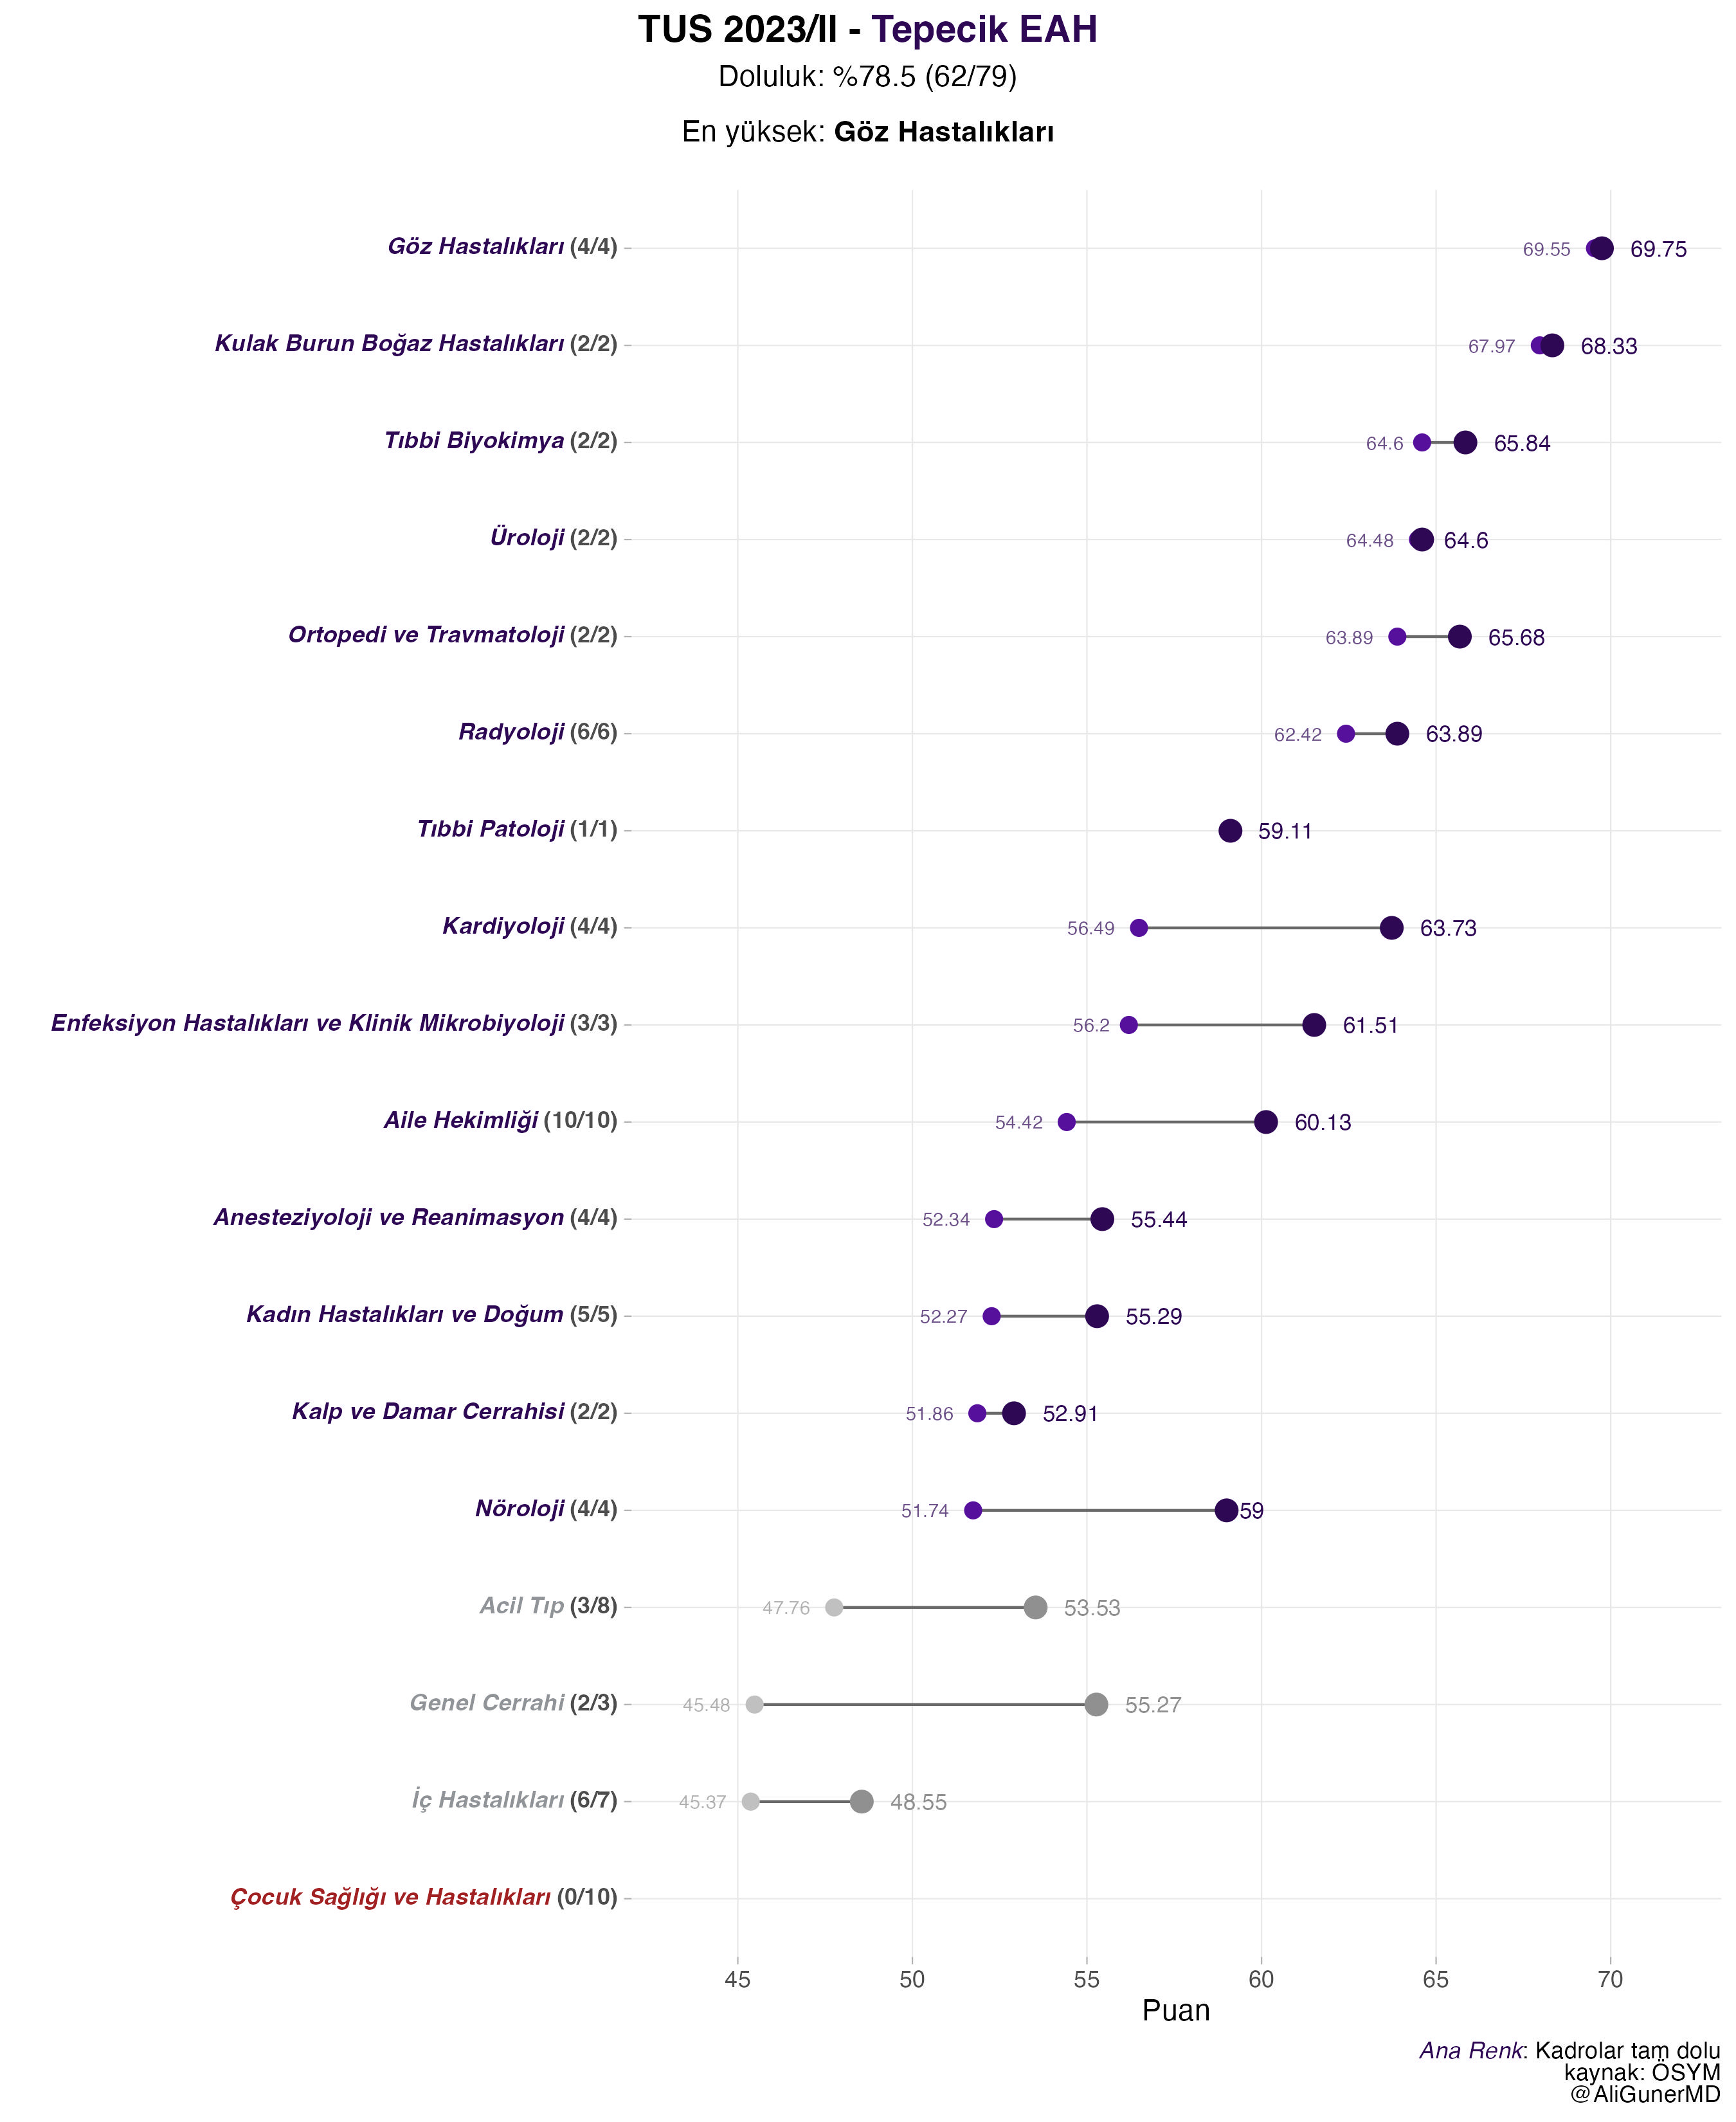 TUS 2023/II - Tepecik EAH
Doluluk: %78.5 (62/79)
En yüksek: Göz Hastalıkları
Göz Hastalıkları (4/4) 69.55 69.75
Kulak Burun Boğaz Hastalıkları (2/2) 67.97 68.33
Tıbbi Biyokimya (2/2) 64.6 65.84
Üroloji (2/2) 64.48 64.6
Ortopedi ve Travmatoloji (2/2) 63.89 65.68
Radyoloji (6/6) 62.42 63.89
Tıbbi Patoloji (1/1) 59.11
Kardiyoloji (4/4) 56.49 63.73
Enfeksiyon Hastalıkları ve Klinik Mikrobiyoloji (3/3) 56.2 61.51
Aile Hekimliği (10/10) 54.42 60.13
Anesteziyoloji ve Reanimasyon (4/4) 52.34 55.44
Kadın Hastalıkları ve Doğum (5/5) 52.27 55.29
Kalp ve Damar Cerrahisi (2/2) 51.86 52.91
Nöroloji (4/4) 51.74 59
Acil Tıp (3/8) 47.76 53.53
Genel Cerrahi (2/3) 45.48 55.27
İç Hastalıkları (6/7) 45.37 48.55
Çocuk Sağlığı ve Hastalıkları (0/10)
45 50 55 60 65 70
Puan
Ana Renk: Kadrolar tam dolu
kaynak: ÖSYM
@AliGunerMD